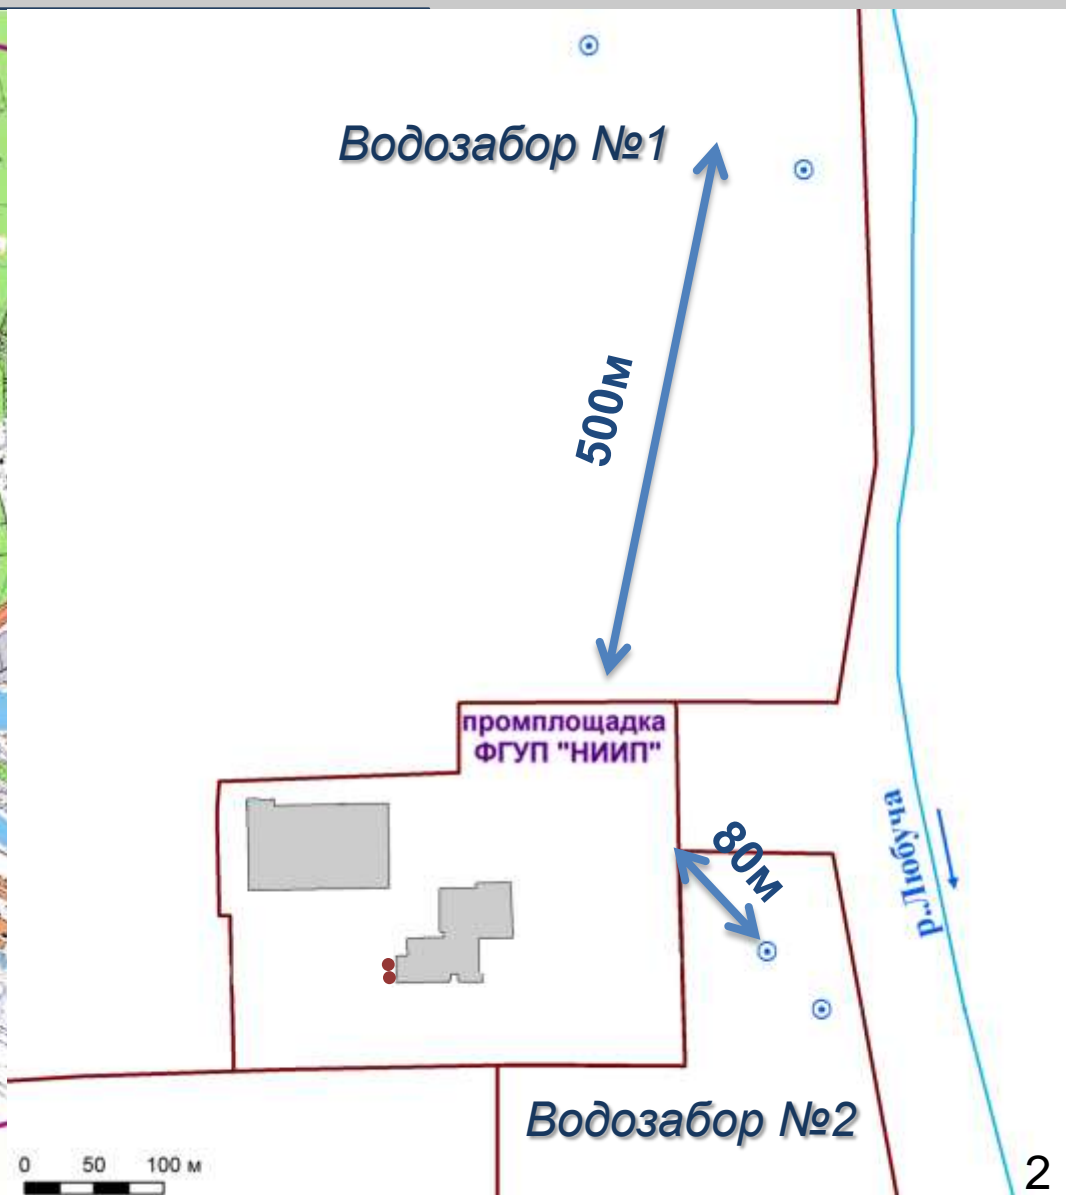 Водозабор №1
500м
промплощадка
ФГУП "НИИП"
80м
р.Любуча
Водозабор №2
0 50 100 м
2